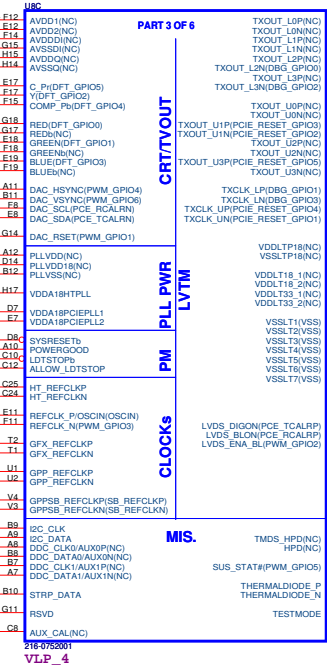 U8C
PART 3 OF 6
F12 AVDD1(NC)
E12 AVDD2(NC)
F14 AVDDDI(NC)
G15 AVSSDI(NC)
H15 AVDDQ(NC)
H14 AVSSQ(NC)
E17 C_Pr(DFT_GPIO5)
F17 Y(DFT_GPIO2)
F15 COMP_Pb(DFT_GPIO4)
G18 RED(DFT_GPIO0)
G17 REDb(NC)
E18 GREEN(DFT_GPIO1)
F18 GREENb(NC)
E19 BLUE(DFT_GPIO3)
F19 BLUEb(NC)
A11 DAC_HSYNC(PWM_GPIO4)
B11 DAC_VSYNC(PWM_GPIO6)
F8 DAC_SCL(PCE_RCALRN)
E8 DAC_SDA(PCE_TCALRN)
G14 DAC_RSET(PWM_GPIO1)
CRT/TVOUT
A12 PLLVDD(NC)
D14 PLLVDD18(NC)
B12 PLLVSS(NC)
H17 VDDA18HTPLL
D7 VDDA18PCIEPLL1
E7 VDDA18PCIEPLL2
PLL PWR
D8 SYSRESETb
A10 POWERGOOD
C10 LDTSTOPb
C12 ALLOW_LDTSTOP
PM
C25 HT_REFCLKP
C24 HT_REFCLKN
E11 REFCLK_P/OSCIN(OSCIN)
F11 REFCLK_N(PWM_GPIO3)
T2 GFX_REFCLKP
T1 GFX_REFCLKN
U1 GPP_REFCLKP
U2 GPP_REFCLKN
V4 GPPSB_REFCLKP(SB_REFCLKP)
V3 GPPSB_REFCLKN(SB_REFCLKN)
CLOCKs
TXOUT_L0P(NC)
TXOUT_L0N(NC)
TXOUT_L1P(NC)
TXOUT_L1N(NC)
TXOUT_L2P(NC)
TXOUT_L2N(DBG_GPIO0)
TXOUT_L3P(NC)
TXOUT_L3N(DBG_GPIO2)
TXOUT_U0P(NC)
TXOUT_U0N(NC)
TXOUT_U1P(PCIE_RESET_GPIO3)
TXOUT_U1N(PCIE_RESET_GPIO2)
TXOUT_U2P(NC)
TXOUT_U2N(NC)
TXOUT_U3P(PCIE_RESET_GPIO5)
TXOUT_U3N(NC)
TXCLK_LP(DBG_GPIO1)
TXCLK_LN(DBG_GPIO3)
TXCLK_UP(PCIE_RESET_GPIO4)
TXCLK_UN(PCIE_RESET_GPIO1)
VDDLTP18(NC)
VSSLTP18(NC)
VDDLT18_1(NC)
VDDLT18_2(NC)
VDDLT33_1(NC)
VDDLT33_2(NC)
VSSLT1(VSS)
VSSLT2(VSS)
VSSLT3(VSS)
VSSLT4(VSS)
VSSLT5(VSS)
VSSLT6(VSS)
VSSLT7(VSS)
LVDS_DIGON(PCE_TCALRP)
LVDS_BLON(PCE_RCALRP)
LVDS_ENA_BL(PWM_GPIO2)
LVTM
B9 I2C_CLK
A9 I2C_DATA
A8 DDC_CLK0/AUX0P(NC)
B8 DDC_DATA0/AUX0N(NC)
B7 DDC_CLK1/AUX1P(NC)
A7 DDC_DATA1/AUX1N(NC)
B10 STRP_DATA
G11 RSVD
C8 AUX_CAL(NC)
MIS.
TMDS_HPD(NC)
HPD(NC)
SUS_STAT#(PWM_GPIO5)
THERMALDIODE_P
THERMALDIODE_N
TESTMODE
216-0752001
VLP_4